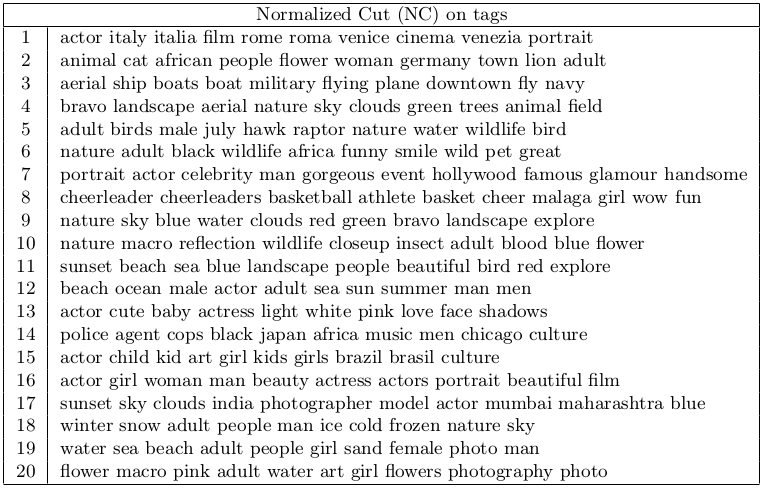 Normalized Cut (NC) on tags
1 actor italy italia film rome roma venice cinema venezia portrait
2 animal cat african people flower woman germany town lion adult
3 aerial ship boats boat military flying plane downtown fly navy
4 bravo landscape aerial nature sky clouds green trees animal field
5 adult birds male july hawk raptor nature water wildlife bird
6 nature adult black wildlife africa funny smile wild pet great
7 portrait actor celebrity man gorgeous event hollywood famous glamour handsome
8 cheerleader cheerleaders basketball athlete basket cheer malaga girl wow fun
9 nature sky blue water clouds red green bravo landscape explore
10 nature macro reflection wildlife closeup insect adult blood blue flower
11 sunset beach sea blue landscape people beautiful bird red explore
12 beach ocean male actor adult sea sun summer man men
13 actor cute baby actress light white pink love face shadows
14 police agent cops black japan africa music men chicago culture
15 actor child kid art girl kids girls brazil brasil culture
16 actor girl woman man beauty actress actors portrait beautiful film
17 sunset sky clouds india photographer model actor mumbai maharashtra blue
18 winter snow adult people man ice cold frozen nature sky
19 water sea beach adult people girl sand female photo man
20 flower macro pink adult water art girl flowers photography photo